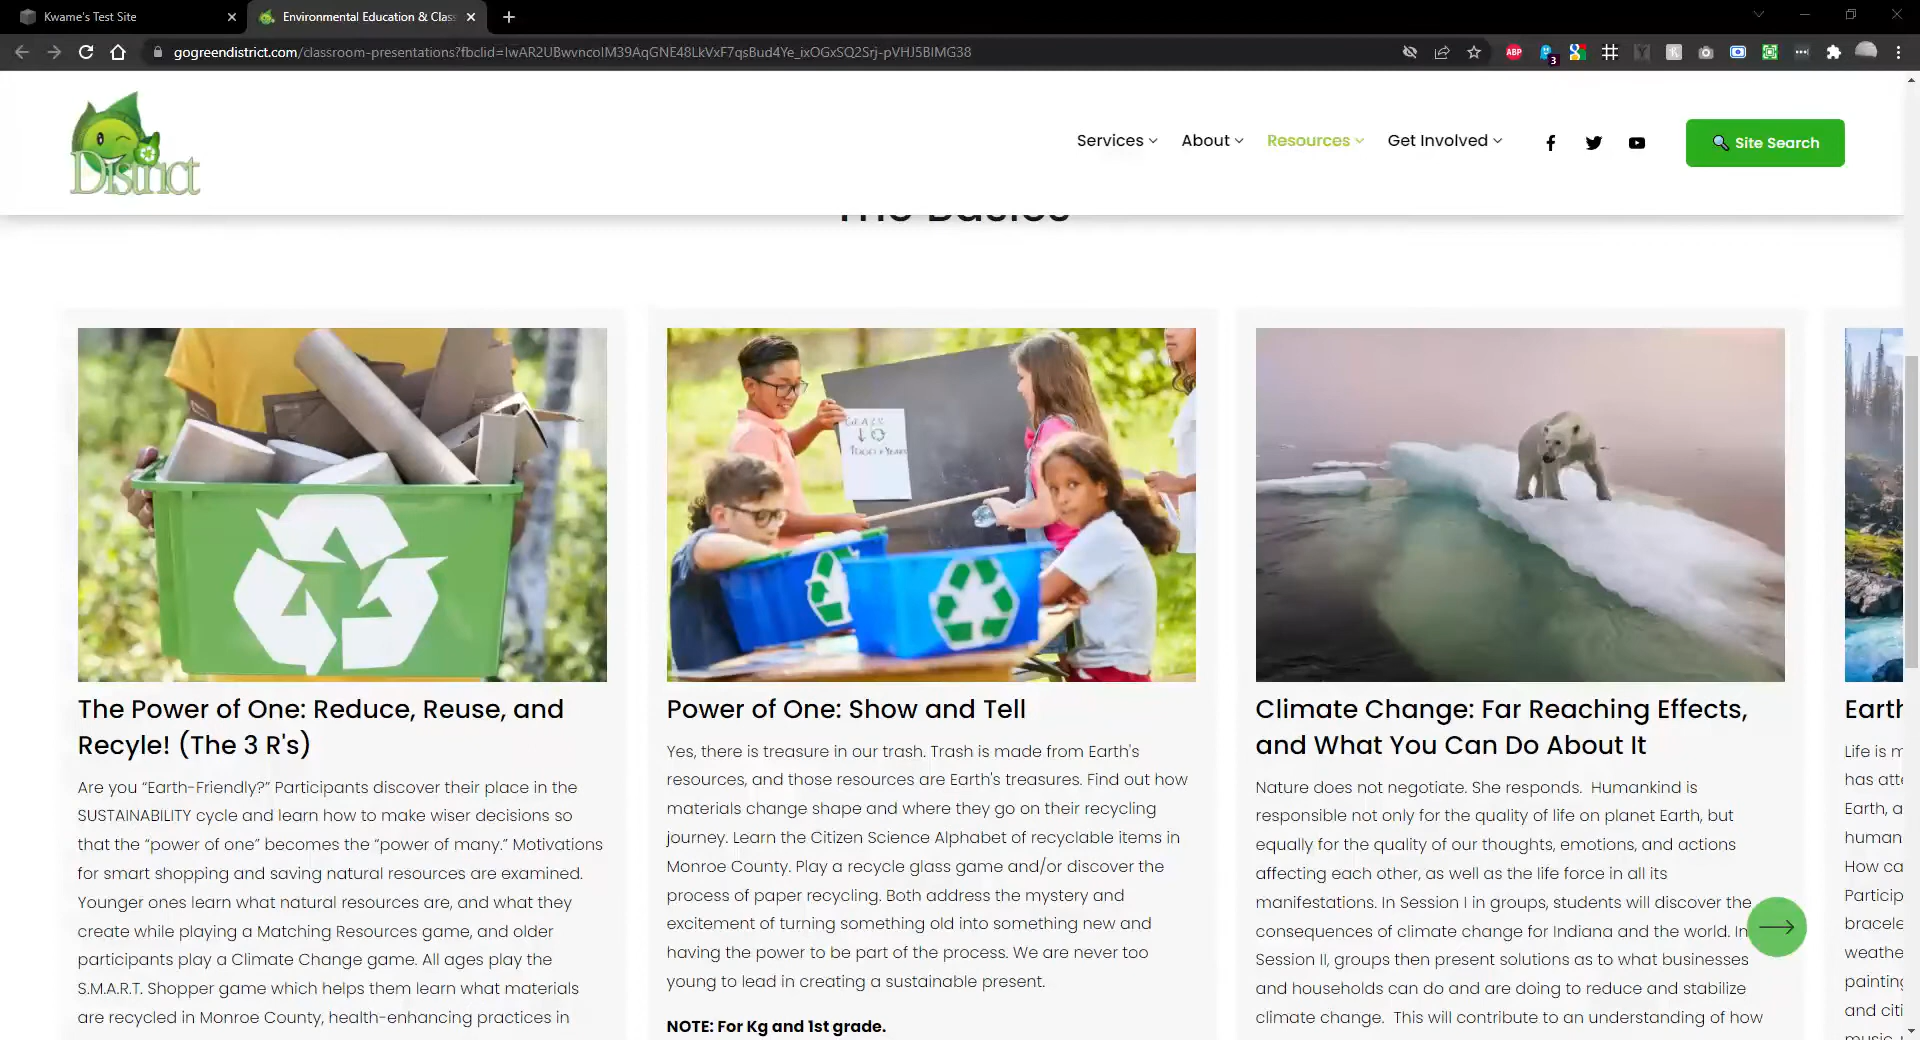 Kwame's Test Site
Environmental Education & Clas
gogreendistrict.com/classroom-presentations?fbclid=IwAR2UBwvncoIM39AqGNE48LkVxF7qsBud4Ye_ixOGxSQ2Srj-pVHJ5BIMG38
ABP
3
District
Services
About
Resources
Get Involved
Site Search
The Basics
The Power of One: Reduce, Reuse, and
Recyle! (The 3 R's)
Are you “Earth-Friendly?” Participants discover their place in the
SUSTAINABILITY cycle and learn how to make wiser decisions so
that the “power of one” becomes the “power of many.” Motivations
for smart shopping and saving natural resources are examined.
Younger ones learn what natural resources are, and what they
create while playing a Matching Resources game, and older
participants play a Climate Change game. All ages play the
S.M.A.R.T. Shopper game which helps them learn what materials
are recycled in Monroe County, health-enhancing practices in
Power of One: Show and Tell
Yes, there is treasure in our trash. Trash is made from Earth's
resources, and those resources are Earth's treasures. Find out how
materials change shape and where they go on their recycling
journey. Learn the Citizen Science Alphabet of recyclable items in
Monroe County. Play a recycle glass game and/or discover the
process of paper recycling. Both address the mystery and
excitement of turning something old into something new and
having the power to be part of the process. We are never too
young to lead in creating a sustainable present.
NOTE: For Kg and 1st grade.
Climate Change: Far Reaching Effects,
and What You Can Do About It
Nature does not negotiate. She responds.  Humankind is
responsible not only for the quality of life on planet Earth, but
equally for the quality of our thoughts, emotions, and actions
affecting each other, as well as the life force in all its
manifestations. In Session I in groups, students will discover the
consequences of climate change for Indiana and the world. In
Session II, groups then present solutions as to what businesses
and households can do and are doing to reduce and stabilize
climate change.  This will contribute to an understanding of how
Earth
Life is m
has atte
Earth, a
human
How ca
Particip
bracele
weathe
painting
and citi
music,